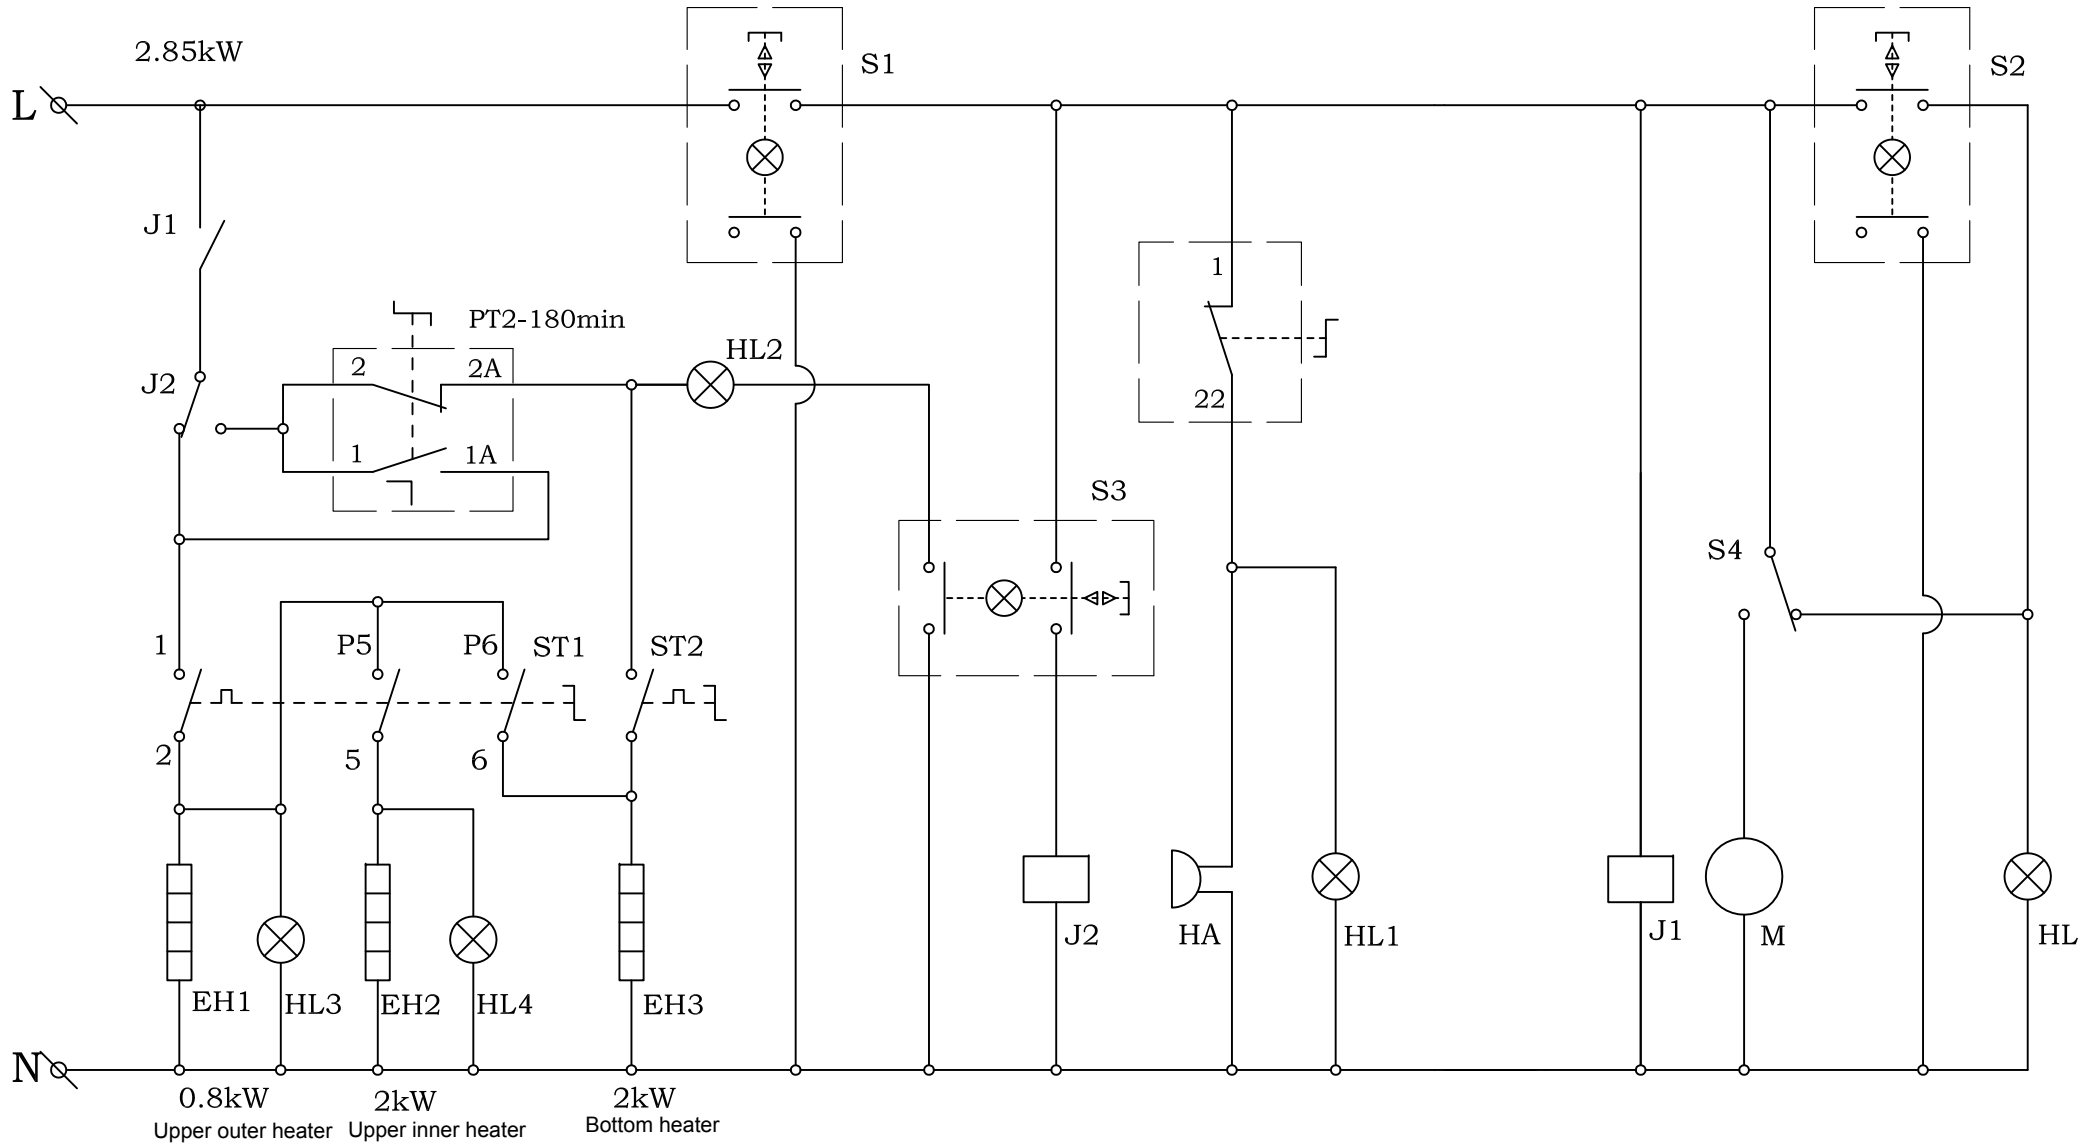 2.85kW
S1
S2
L
J1
1
PT2-180min
HL2
2
2A
J2
22
1
1A
S3
S4
1
P5
P6
ST1
ST2
2
5
6
J2
HA
HL1
J1
M
HL
EH1
HL3
EH2
HL4
EH3
N
0.8kW
2kW
2kW
Upper outer heater
Upper inner heater
Bottom heater